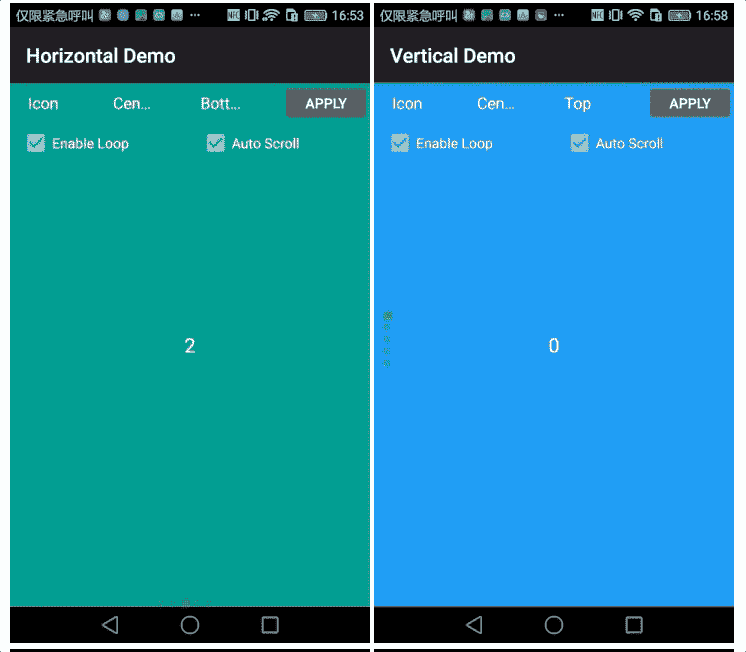 仅限紧急呼叫 ... 16:53
Horizontal Demo
Icon Cen... Bott... APPLY
Enable Loop Auto Scroll
2
仅限紧急呼叫 ... 16:58
Vertical Demo
Icon Cen... Top APPLY
Enable Loop Auto Scroll
0